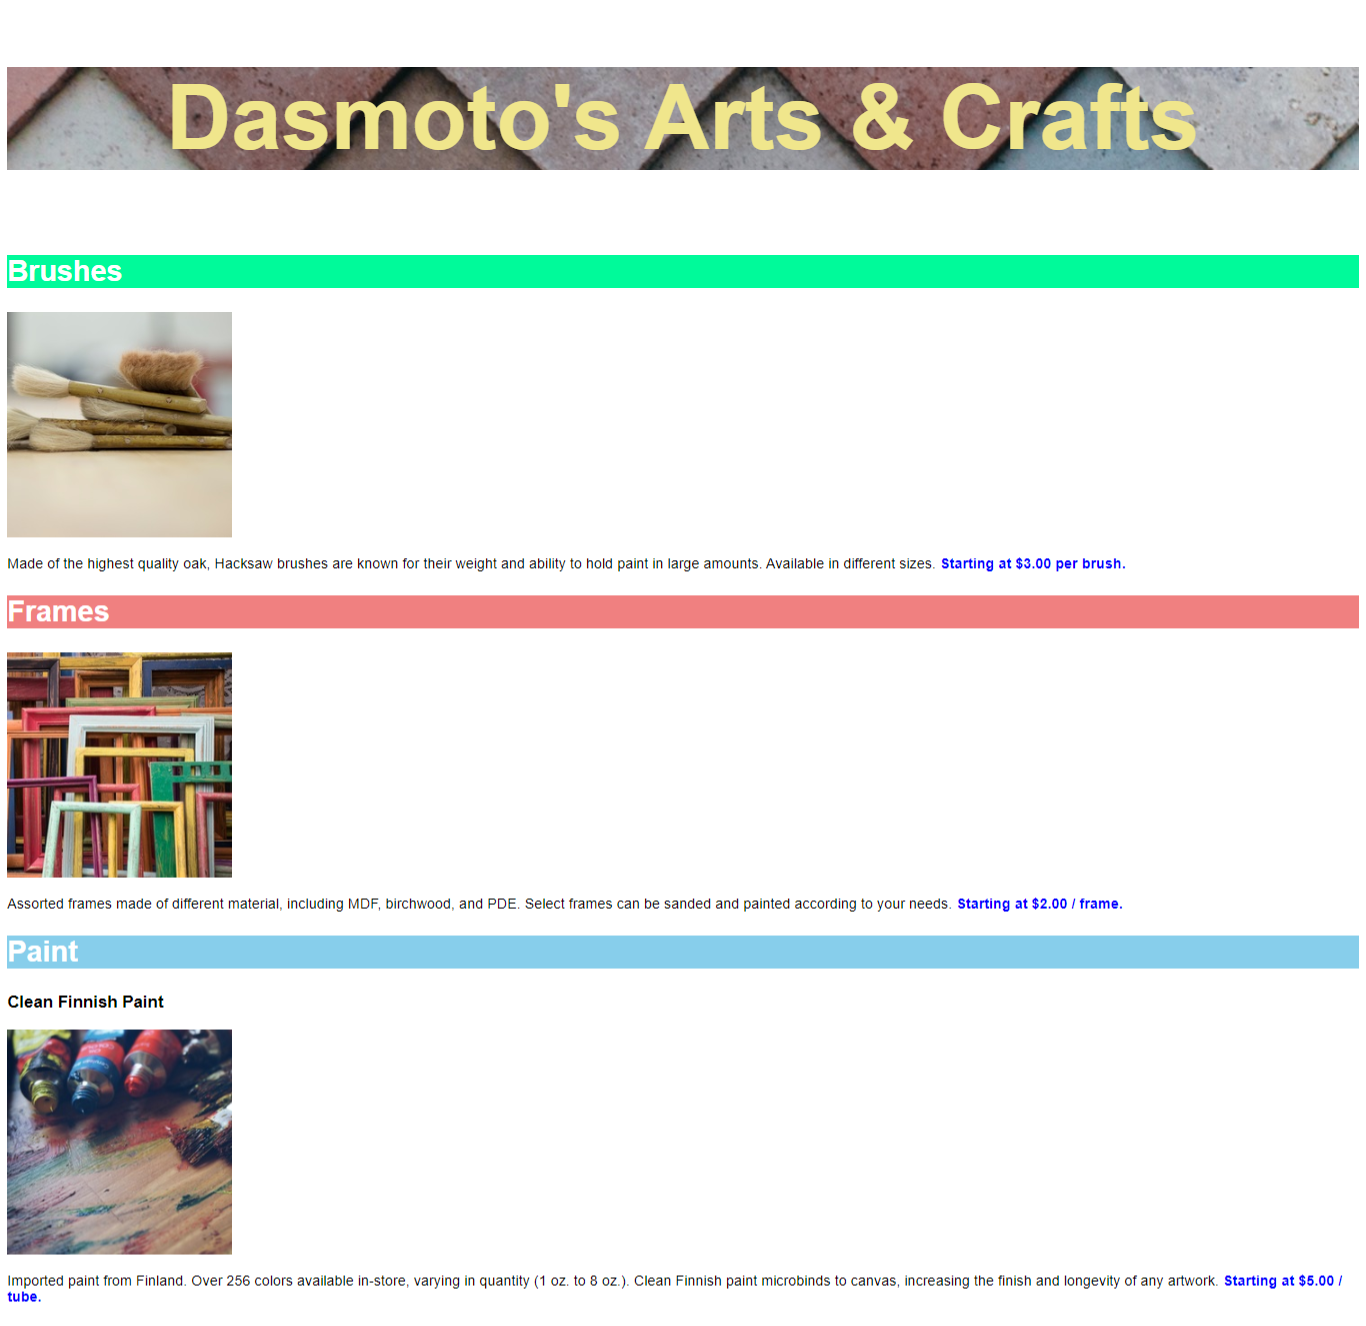 Dasmoto's Arts & Crafts
Brushes
Made of the highest quality oak, Hacksaw brushes are known for their weight and ability to hold paint in large amounts. Available in different sizes. Starting at $3.00 per brush.
Frames
Assorted frames made of different material, including MDF, birchwood, and PDE. Select frames can be sanded and painted according to your needs. Starting at $2.00 / frame.
Paint
Clean Finnish Paint
Imported paint from Finland. Over 256 colors available in-store, varying in quantity (1 oz. to 8 oz.). Clean Finnish paint microbinds to canvas, increasing the finish and longevity of any artwork. Starting at $5.00 /
tube.